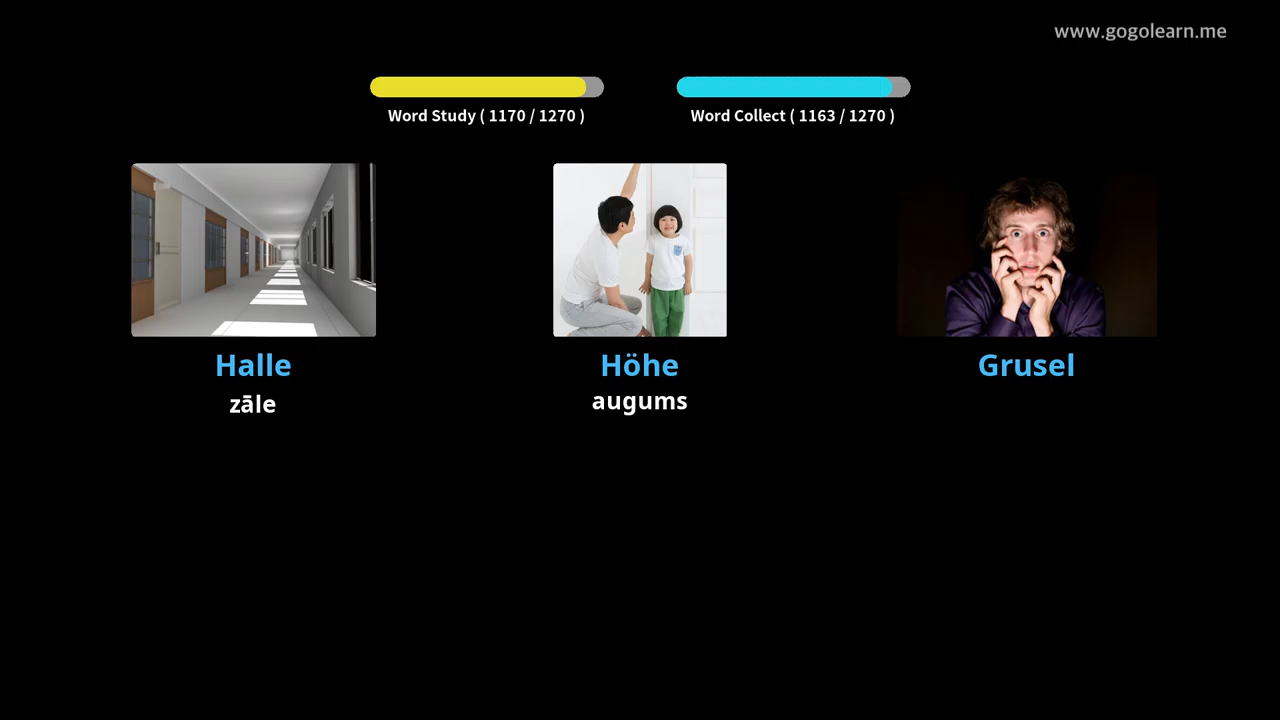 www.gogolearn.me
Word Study ( 1170 / 1270 )
Word Collect ( 1163 / 1270 )
Halle
zāle
Höhe
augums
Grusel